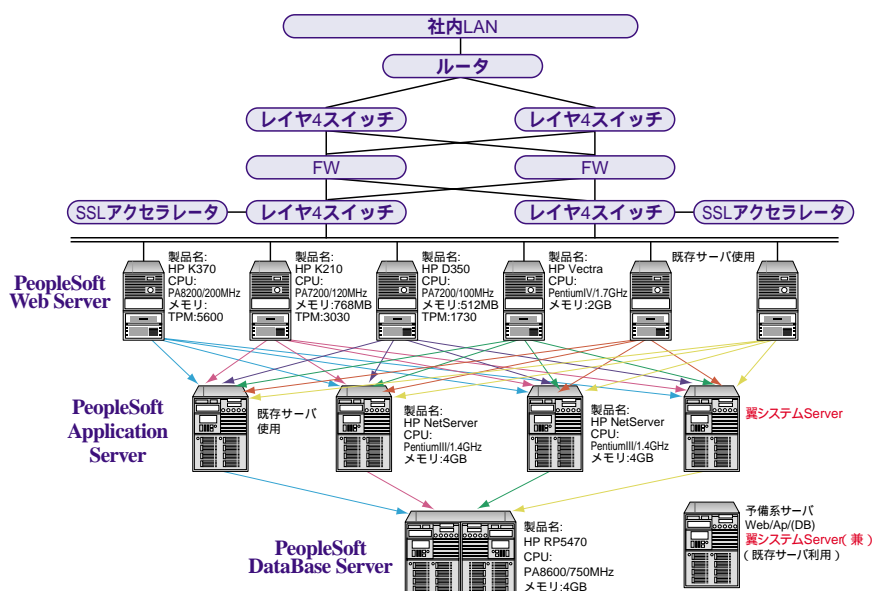 社内LAN
ルータ
レイヤ4スイッチ
レイヤ4スイッチ
FW
FW
SSLアクセラレータ
レイヤ4スイッチ
レイヤ4スイッチ
SSLアクセラレータ
PeopleSoft
Web Server
製品名:
HP K370
CPU:
PA8200/200MHz
メモリ:
TPM:5600
製品名:
HP K210
CPU:
PA7200/120MHz
メモリ:768MB
TPM:3030
製品名:
HP D350
CPU:
PA7200/100MHz
メモリ:512MB
TPM:1730
製品名:
HP Vectra
CPU:
PentiumIV/1.7GHz
メモリ:2GB
既存サーバ使用
PeopleSoft
Application
Server
既存サーバ
使用
製品名:
HP NetServer
CPU:
PentiumIII/1.4GHz
メモリ:4GB
製品名:
HP NetServer
CPU:
PentiumIII/1.4GHz
メモリ:4GB
翼システムServer
PeopleSoft
DataBase Server
製品名:
HP RP5470
CPU:
PA8600/750MHz
メモリ:4GB
予備系サーバ
Web/Ap/(DB)
翼システムServer(兼)
(既存サーバ利用)